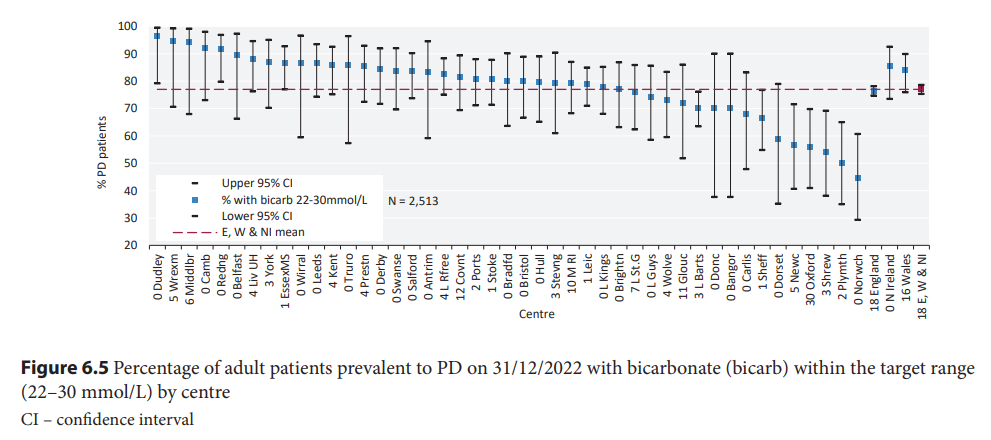 100
90
80
70
60
50
40
30
20
% PD patients
Upper 95% CI
% with bicarb 22-30mmol/L
Lower 95% CI
E, W & NI mean
N = 2,513
0 Dudley
5 Wrexm
6 Middlbr
0 Camb
0 Redng
0 Belfast
4 Liv UH
3 York
1 EssexMS
0 Wirral
0 Leeds
4 Kent
0 Truro
4 Prestn
0 Derby
0 Swanse
0 Salford
0 Antrim
4 L Rfree
12 Covnt
2 Ports
1 Stoke
0 Bradfd
0 Bristol
0 Hull
3 Stevng
10 M RI
1 Leic
0 L Kings
0 Brightn
7 L St.G
0 L Guys
4 Wolve
11 Glouc
3 L Barts
0 Donc
0 Bangor
0 Carlis
1 Sheff
0 Dorset
5 Newc
30 Oxford
3 Shrew
2 Plymth
0 Norwch
18 England
0 N Ireland
16 Wales
18 E, W & NI
Centre
Figure 6.5 Percentage of adult patients prevalent to PD on 31/12/2022 with bicarbonate (bicarb) within the target range
(22–30 mmol/L) by centre
CI – confidence interval